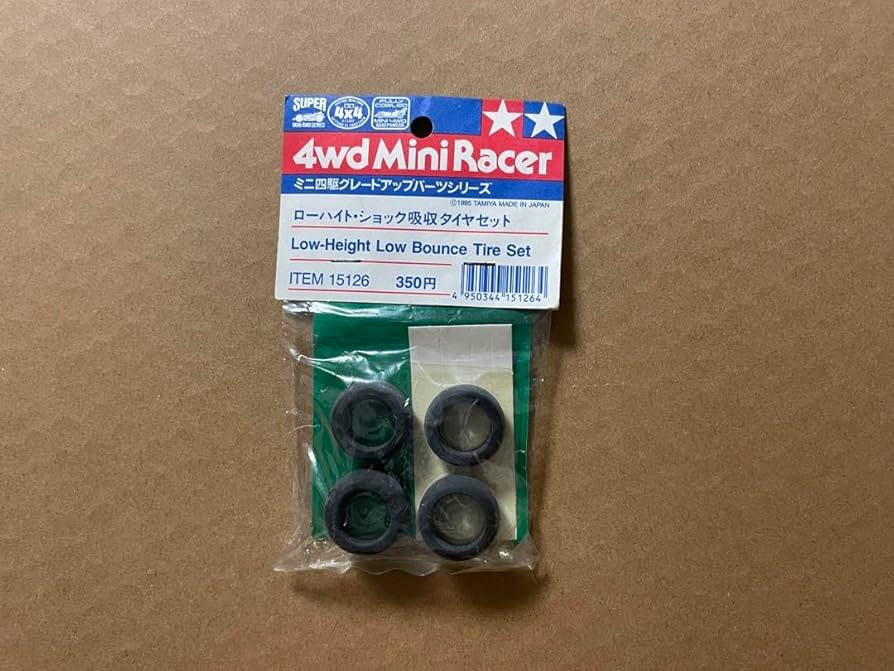 SUPER
4x4
FULLY
COWLED
MINI 4WD
SERIES
4wd Mini Racer
ミニ四駆グレードアップパーツシリーズ
©1995 TAMIYA MADE IN JAPAN
ローハイト・ショック吸収タイヤセット
Low-Height Low Bounce Tire Set
ITEM 15126 350円
4 950344 151264